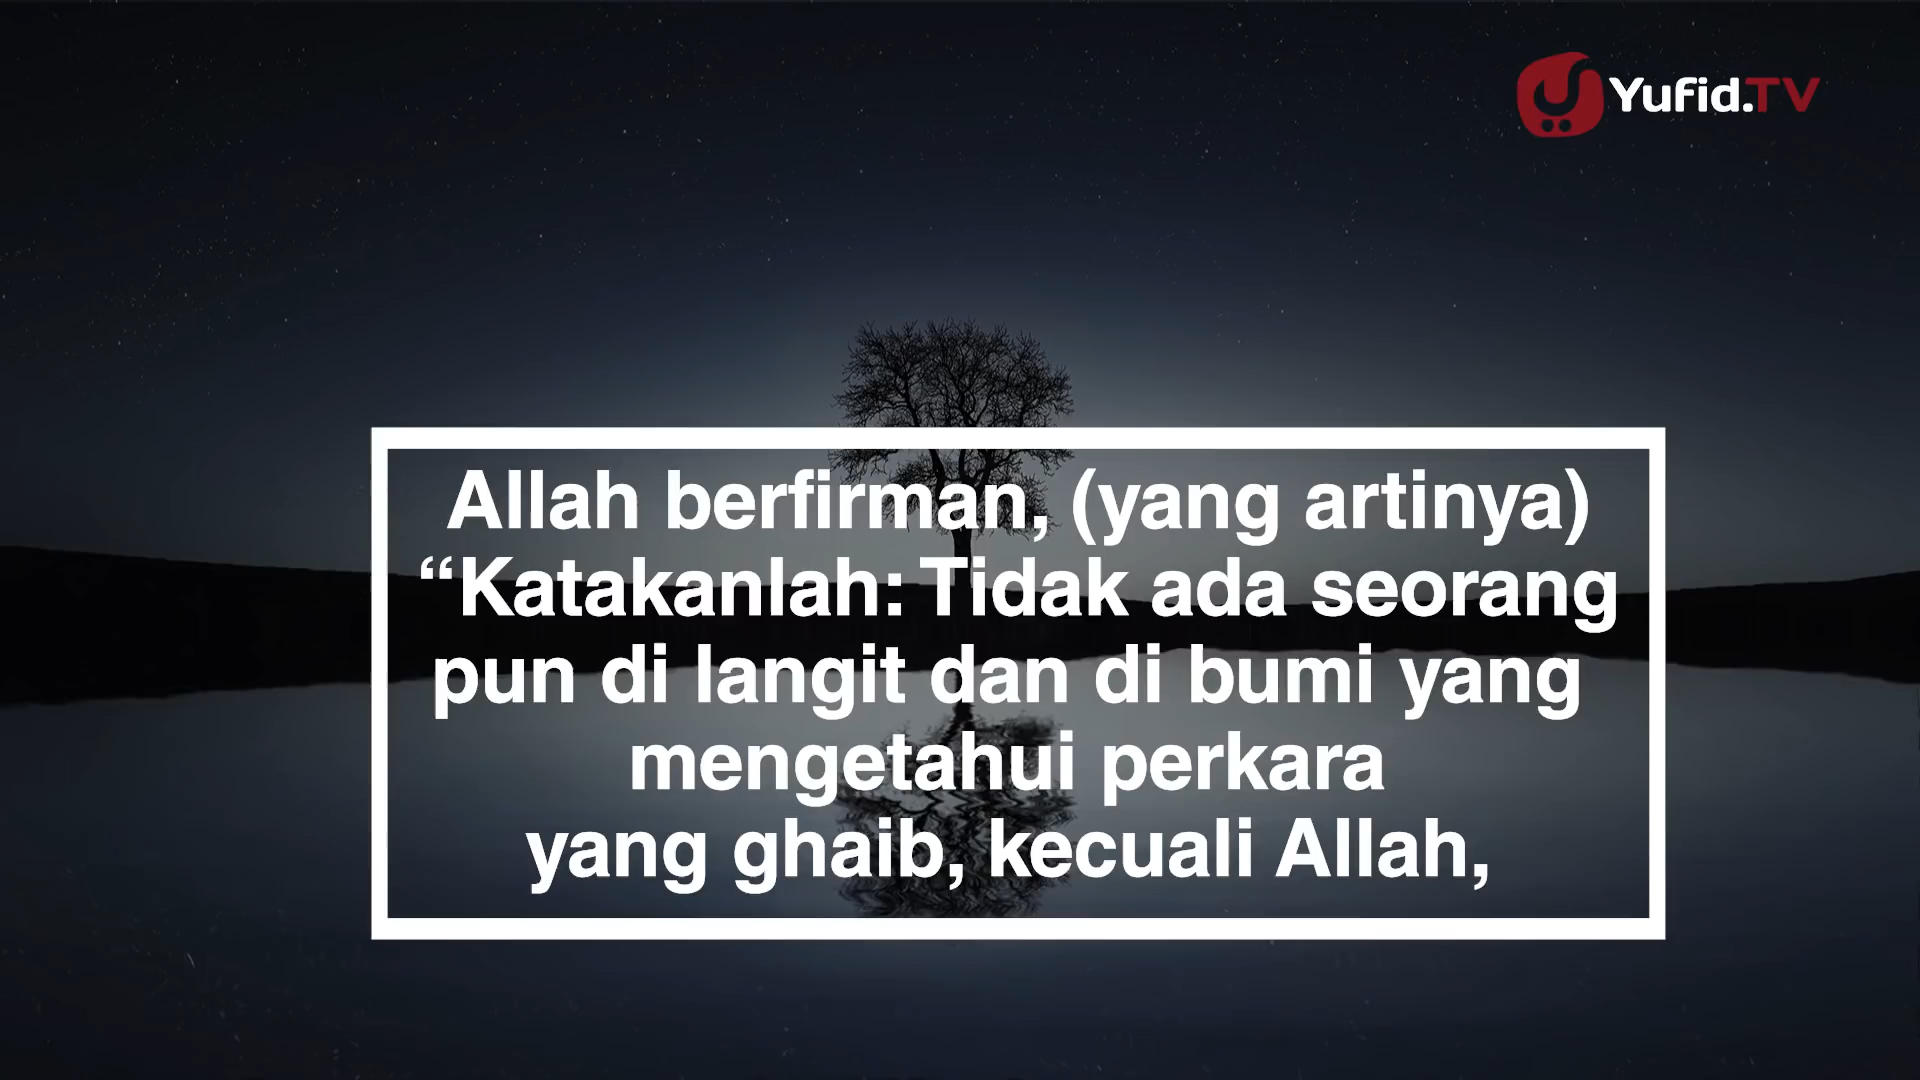 Yufid.TV
Allah berfirman, (yang artinya)
“Katakanlah: Tidak ada seorang
pun di langit dan di bumi yang
mengetahui perkara
yang ghaib, kecuali Allah,